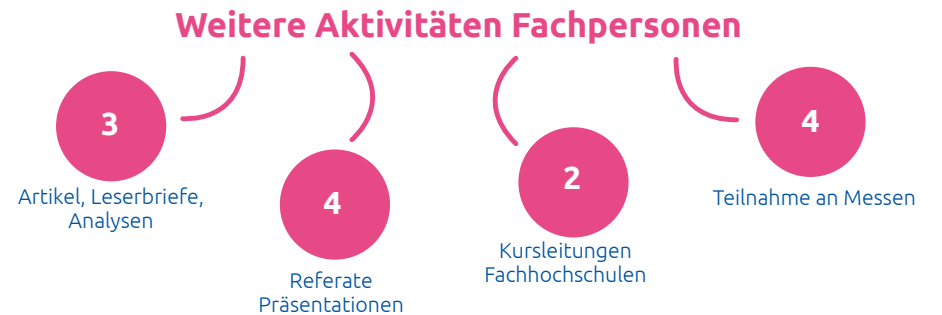 Weitere Aktivitäten Fachpersonen
3
Artikel, Leserbriefe,
Analysen
4
Referate
Präsentationen
2
Kursleitungen
Fachhochschulen
4
Teilnahme an Messen